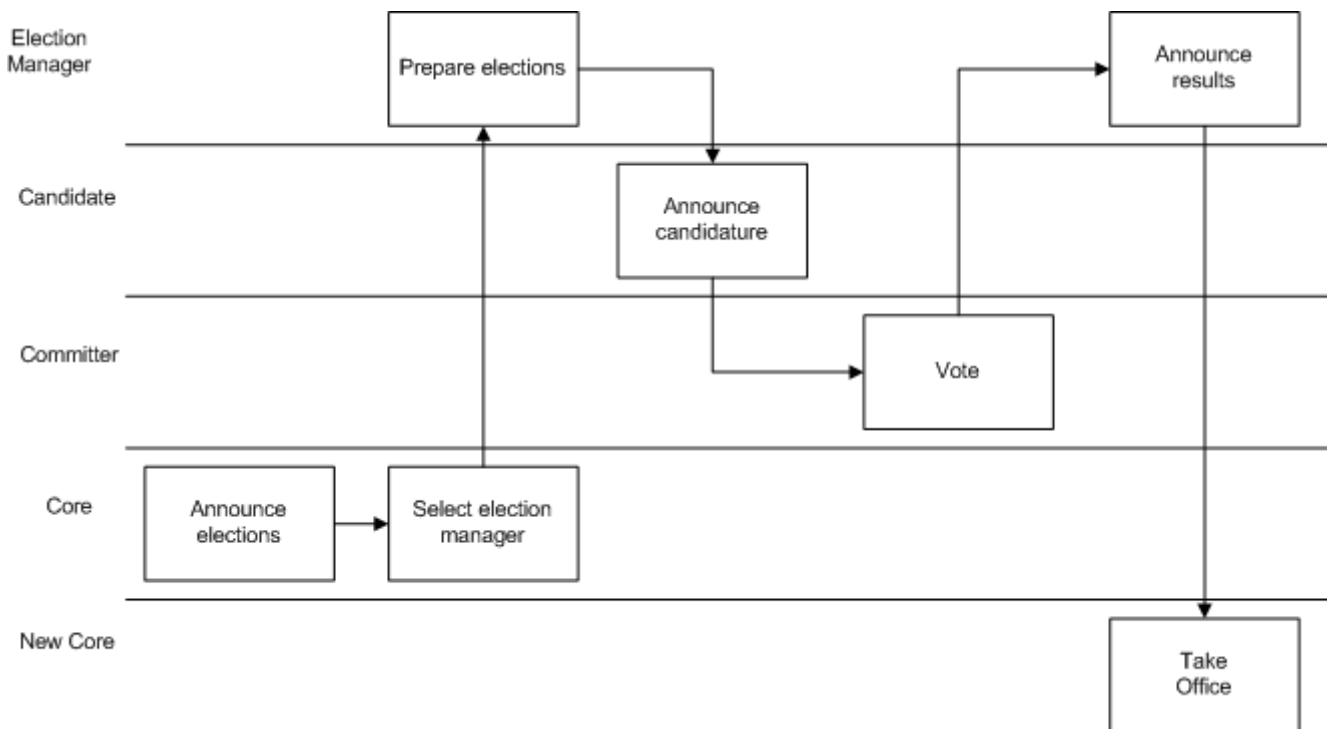 Election
Manager
Prepare elections
Announce
results
Candidate
Announce
candidature
Committer
Vote
Core
Announce
elections
Select election
manager
New Core
Take
Office